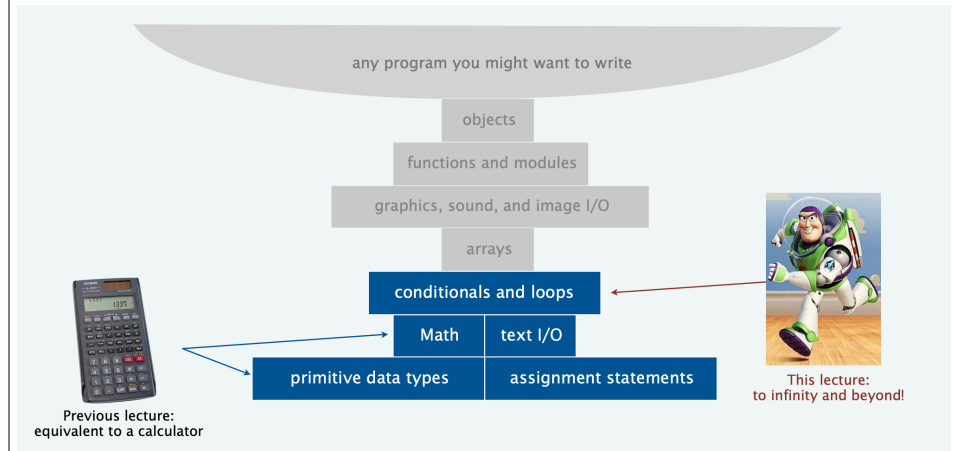 any program you might want to write
objects
functions and modules
graphics, sound, and image I/O
arrays
conditionals and loops
Math
text I/O
primitive data types
assignment statements
CASIO
Previous lecture:
equivalent to a calculator
This lecture:
to infinity and beyond!